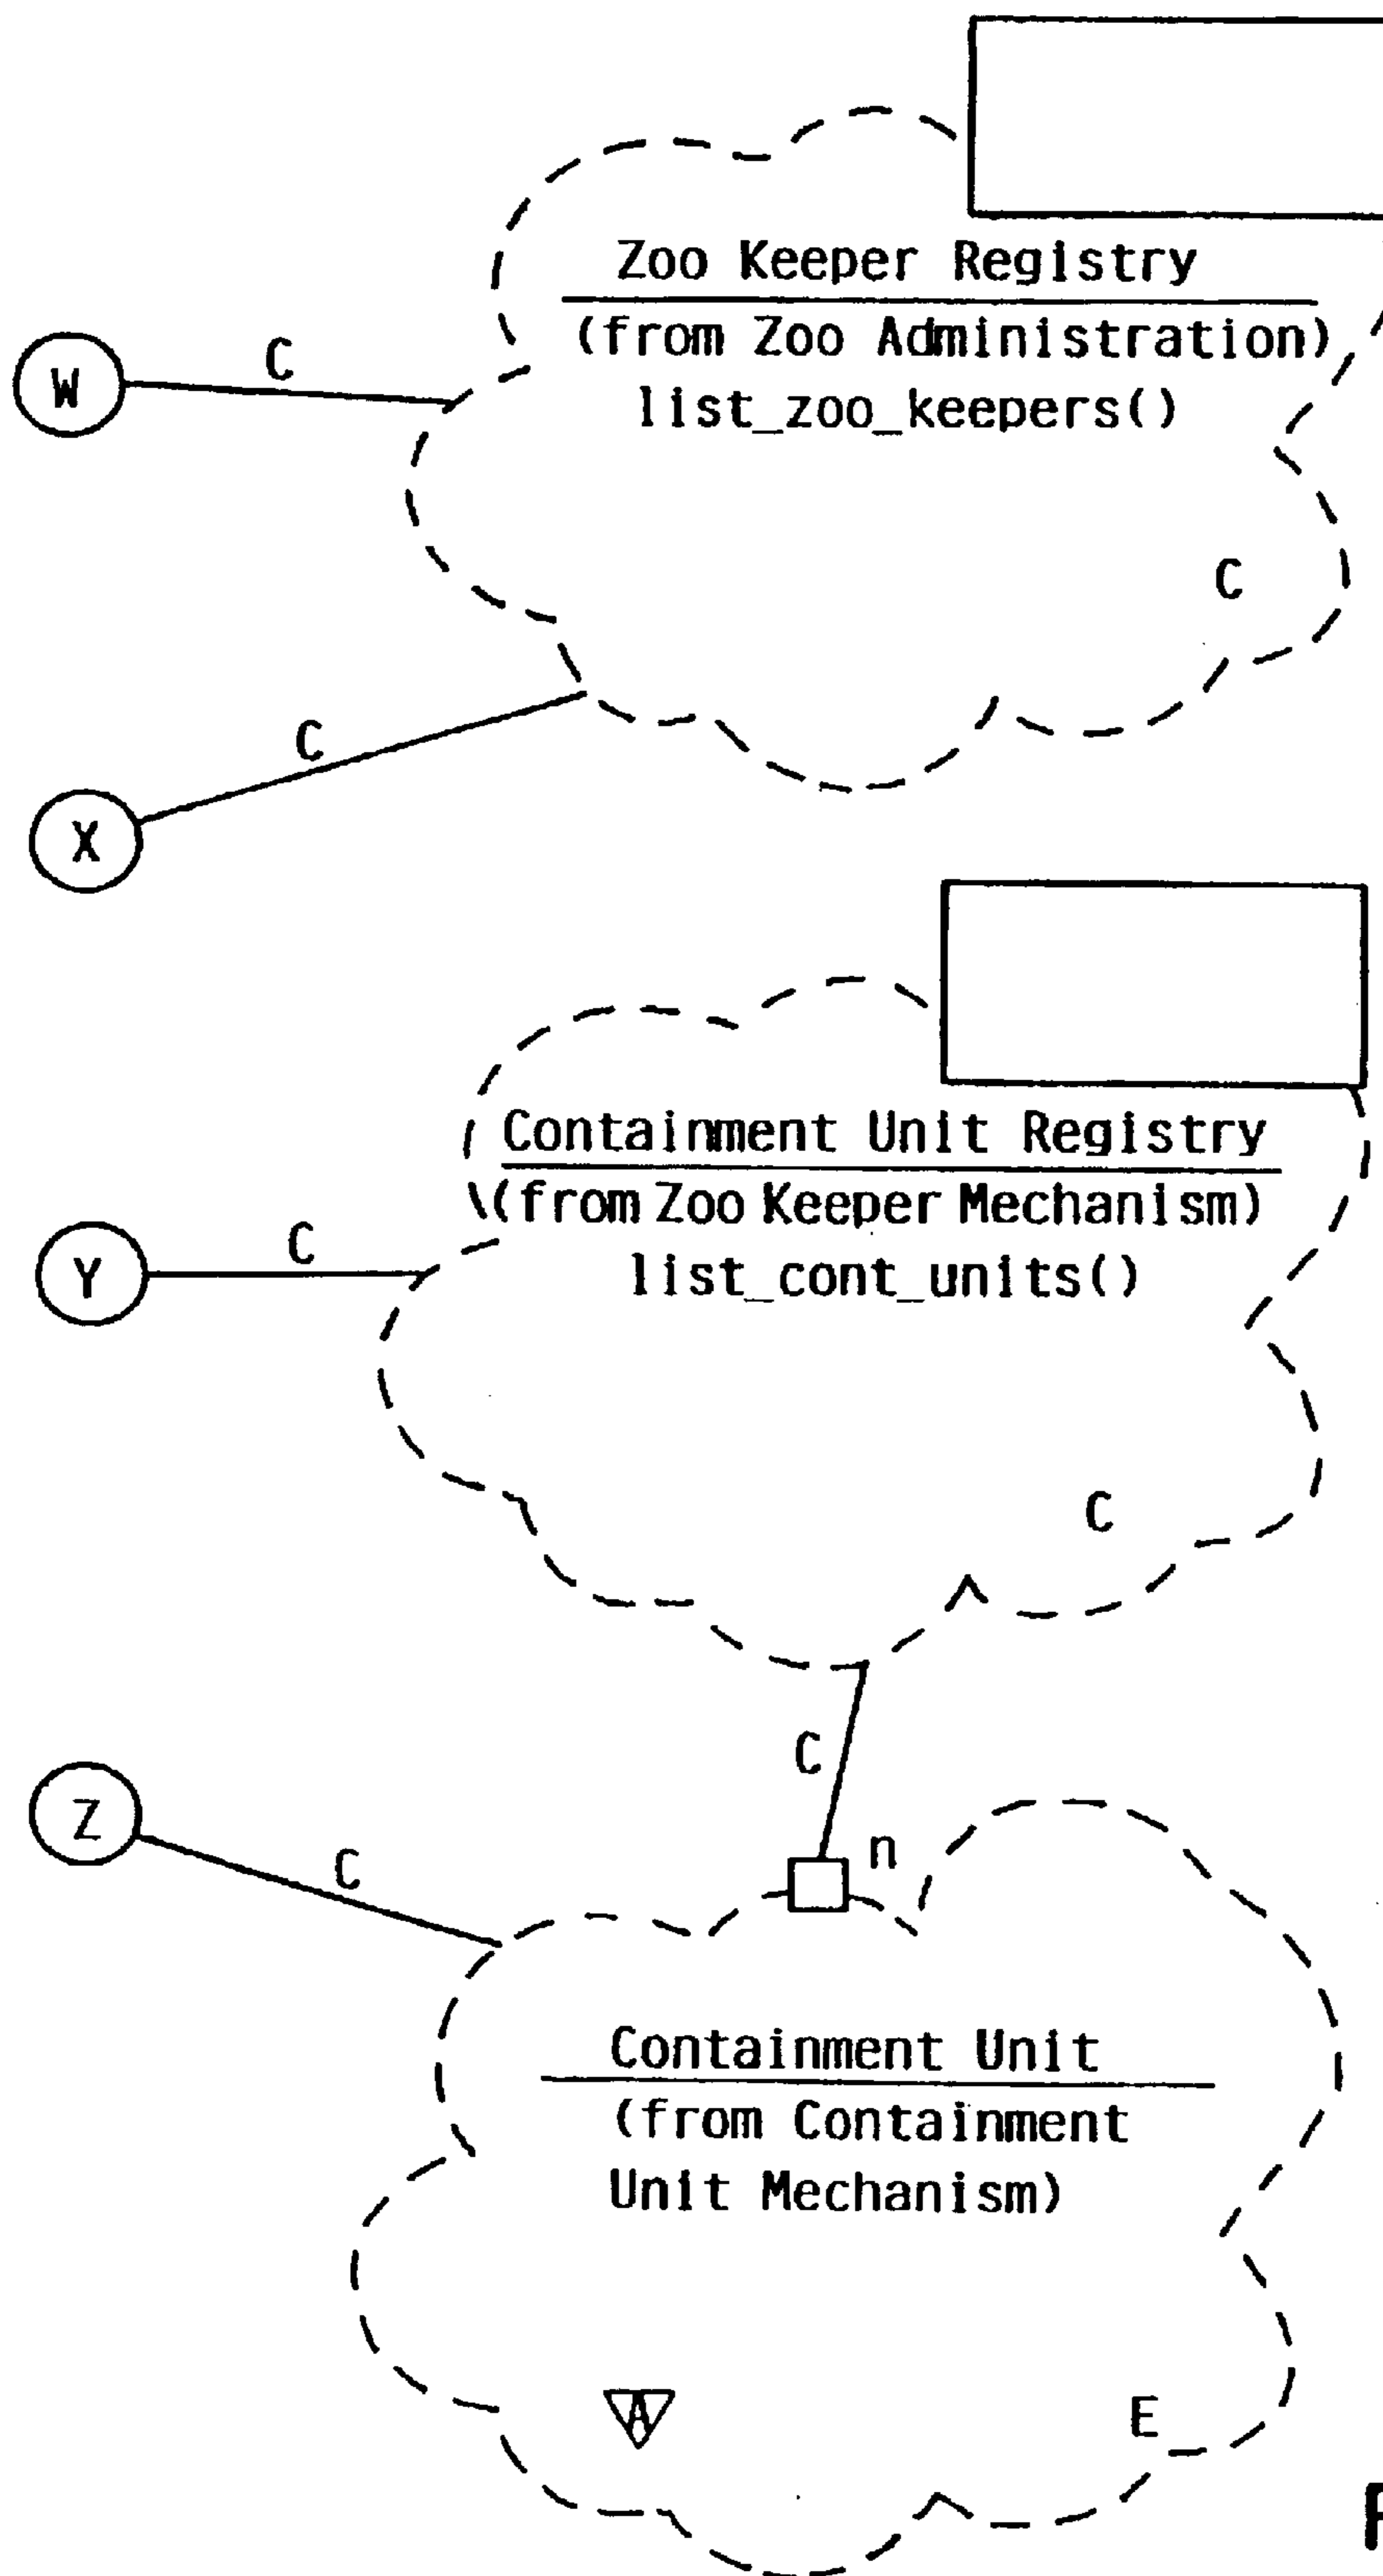 Zoo Keeper Registry
(from Zoo Administration)
list_zoo_keepers()
W
C
C
C
X
Containment Unit Registry
(from Zoo Keeper Mechanism)
list_cont_units()
Y
C
C
C
n
Z
C
Containment Unit
(from Containment
Unit Mechanism)
A
E